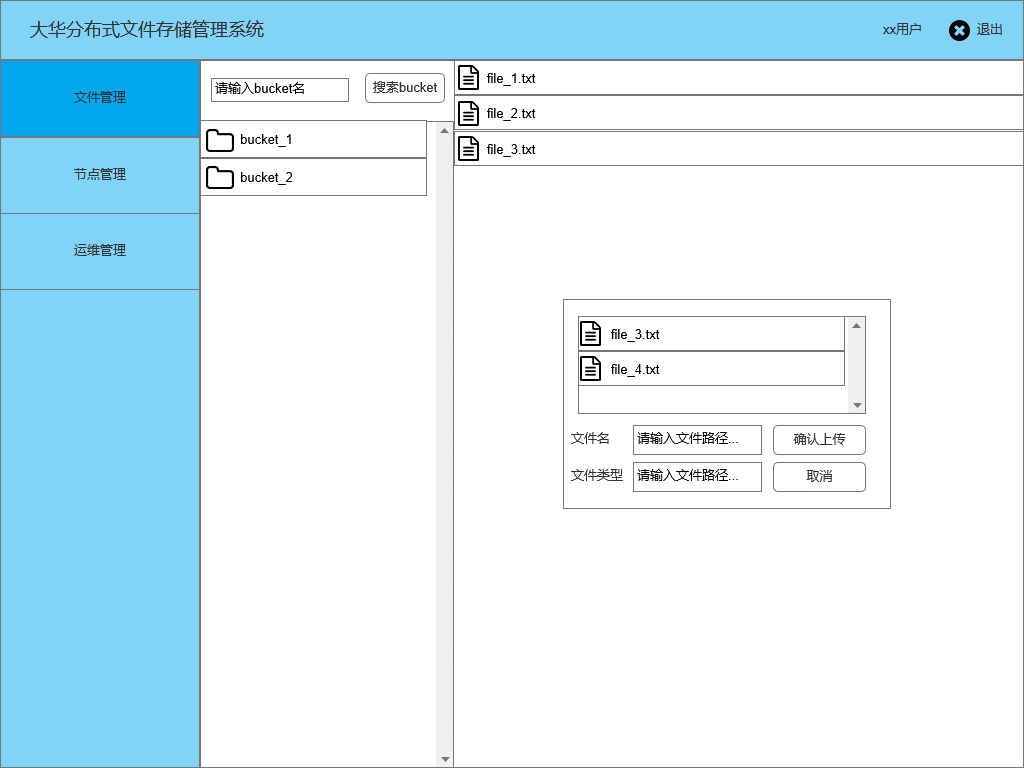 大华分布式文件存储管理系统
xx用户
退出
文件管理
节点管理
运维管理
请输入bucket名
搜索bucket
bucket_1
bucket_2
file_1.txt
file_2.txt
file_3.txt
file_3.txt
file_4.txt
文件名
请输入文件路径...
确认上传
文件类型
请输入文件路径...
取消